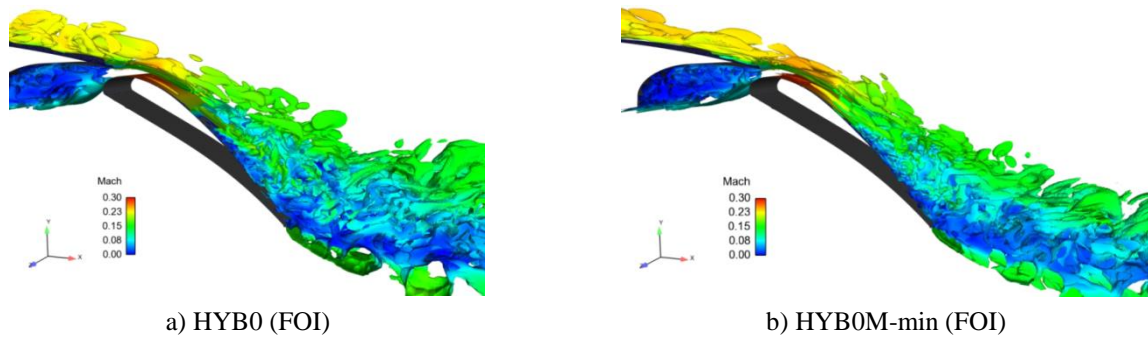 Mach
0.30
0.23
0.15
0.08
0.00
Y
X
a) HYB0 (FOI)
Mach
0.30
0.23
0.15
0.08
0.00
Y
X
b) HYB0M-min (FOI)